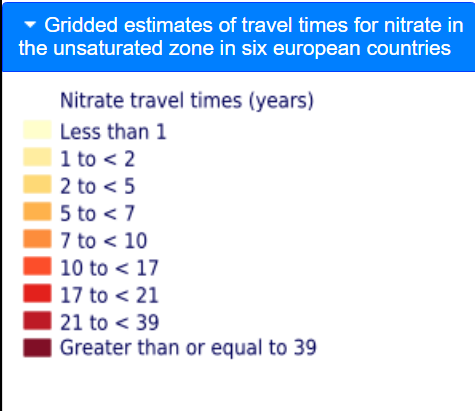 Gridded estimates of travel times for nitrate in
the unsaturated zone in six european countries
Nitrate travel times (years)
Less than 1
1 to < 2
2 to < 5
5 to < 7
7 to < 10
10 to < 17
17 to < 21
21 to < 39
Greater than or equal to 39